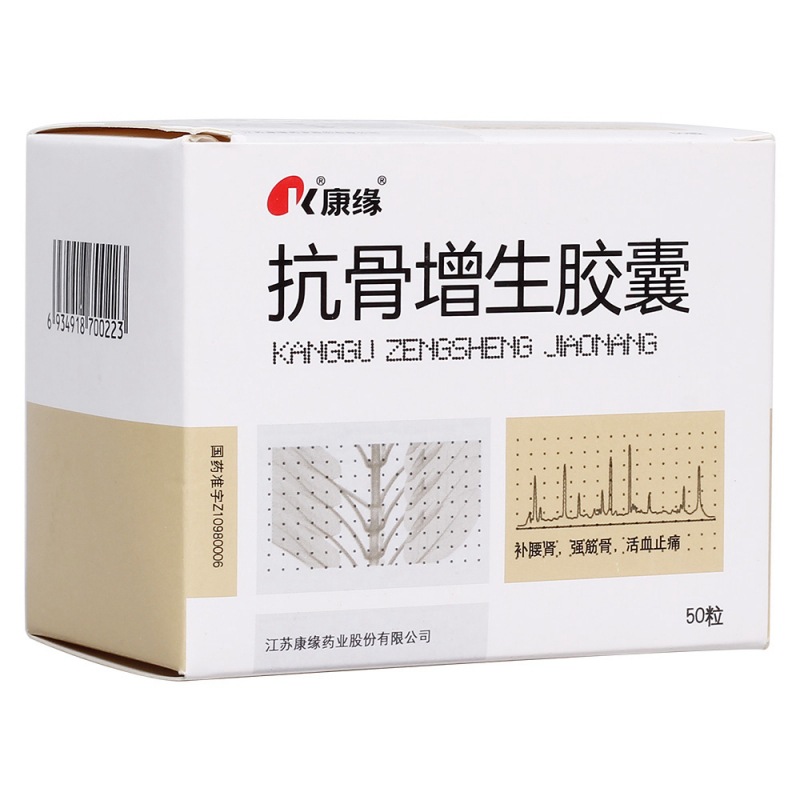 K®康缘®
抗骨增生胶囊
KANGGU ZENGSHENG JIAONANG
补腰肾,强筋骨,活血止痛
50粒
江苏康缘药业股份有限公司
6 934918 700223
国药准字Z10980006